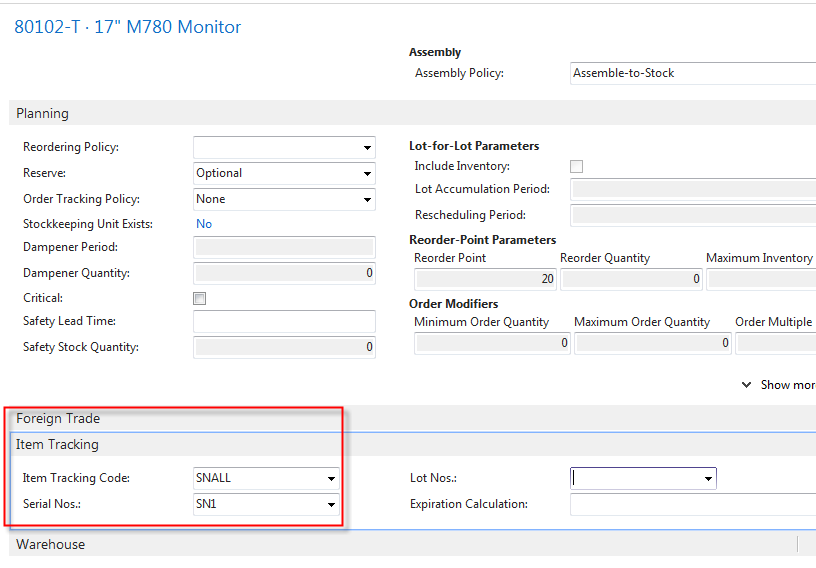 80102-T · 17" M780 Monitor
Assembly
Assembly Policy: Assemble-to-Stock
Planning
Reordering Policy:
Reserve: Optional
Order Tracking Policy: None
Stockkeeping Unit Exists: No
Dampener Period:
Dampener Quantity: 0
Critical:
Safety Lead Time:
Safety Stock Quantity: 0
Lot-for-Lot Parameters
Include Inventory:
Lot Accumulation Period:
Rescheduling Period:
Reorder-Point Parameters
Reorder Point Reorder Quantity Maximum Inventory
20 0
Order Modifiers
Minimum Order Quantity Maximum Order Quantity Order Multiple
0 0
Show mor
Foreign Trade
Item Tracking
Item Tracking Code: SNALL
Serial Nos.: SN1
Lot Nos.:
Expiration Calculation:
Warehouse